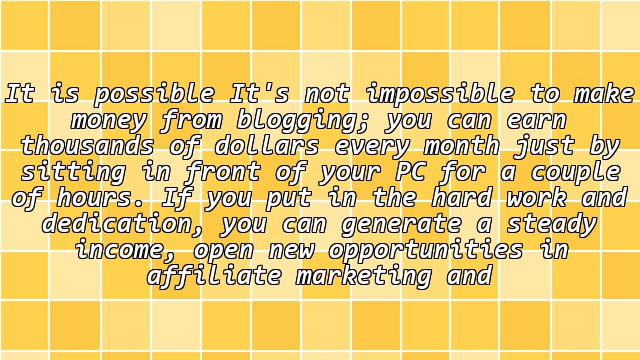 It is possible It's not impossible to make
money from blogging; you can earn
thousands of dollars every month just by
sitting in front of your PC for a couple
of hours. If you put in the hard work and
dedication, you can generate a steady
income, open new opportunities in
affiliate marketing and